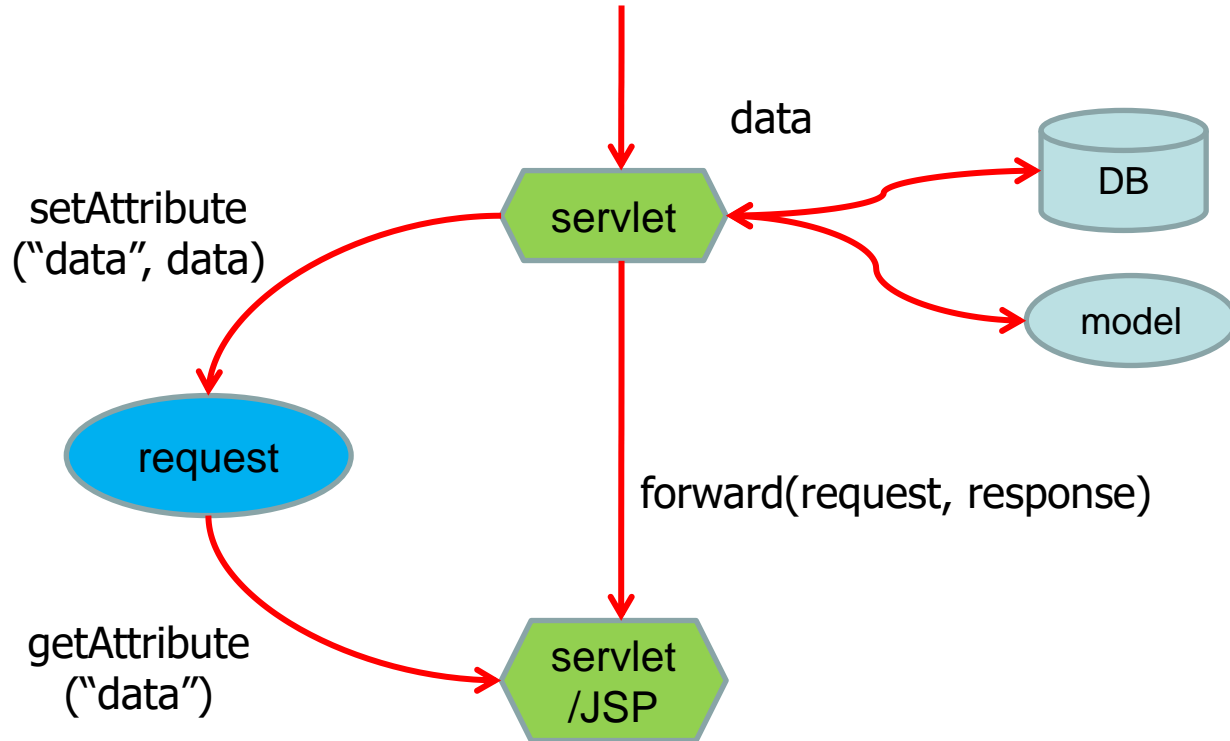 data
DB
servlet
setAttribute
(“data”, data)
model
request
forward(request, response)
getAttribute
(“data”)
servlet
/JSP